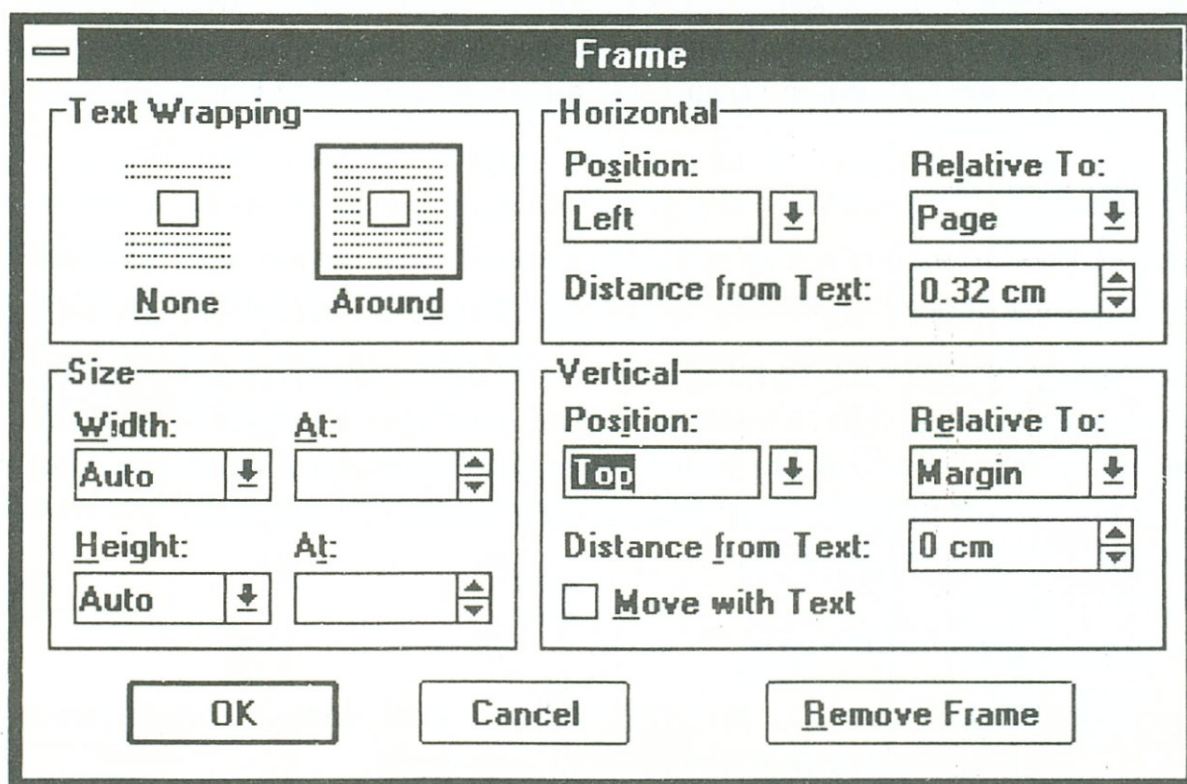 Frame
Text Wrapping
None
Around
Horizontal
Position:
Relative To:
Left
Page
Distance from Text:
0.32 cm
Size
Width:
At:
Auto
Height:
At:
Auto
Vertical
Position:
Relative To:
Top
Margin
Distance from Text:
0 cm
Move with Text
OK
Cancel
Remove Frame